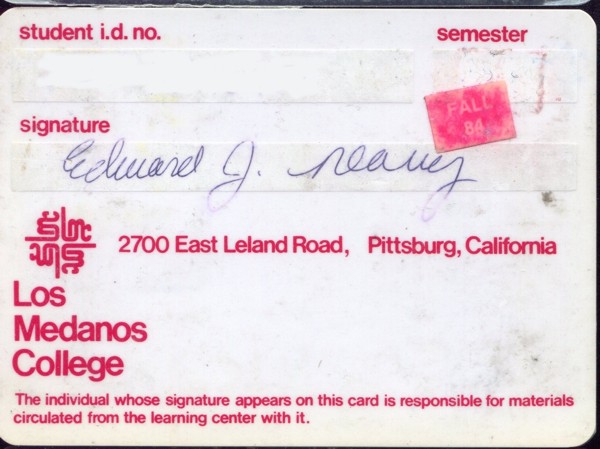 student i.d. no. semester
FALL
84
signature
Edward J. Neavy
2700 East Leland Road, Pittsburg, California
Los
Medanos
College
The individual whose signature appears on this card is responsible for materials
circulated from the learning center with it.